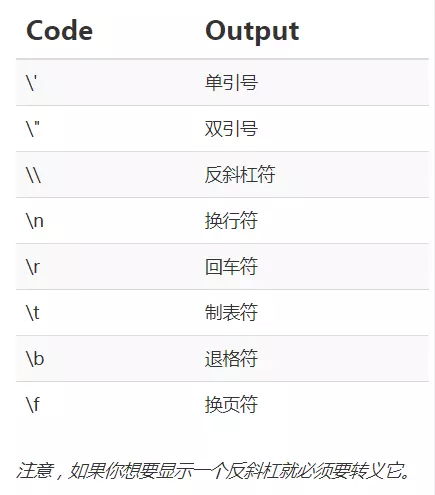 Code Output
\' 单引号
\" 双引号
\\ 反斜杠符
\n 换行符
\r 回车符
\t 制表符
\b 退格符
\f 换页符
注意，如果你想要显示一个反斜杠就必须要转义它。